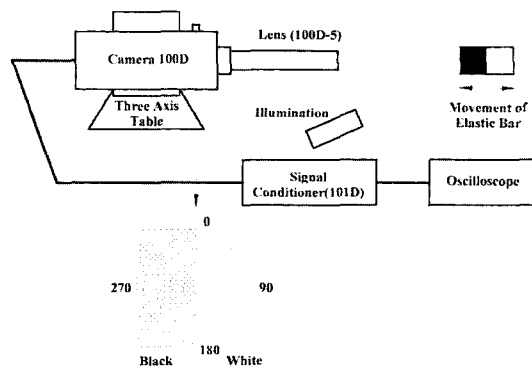 Lens (100D-5)
Camera 100D
Three Axis
Table
Illumination
Movement of
Elastic Bar
Signal
Conditioner(101D)
Oscilloscope
0
270
90
180
Black
White